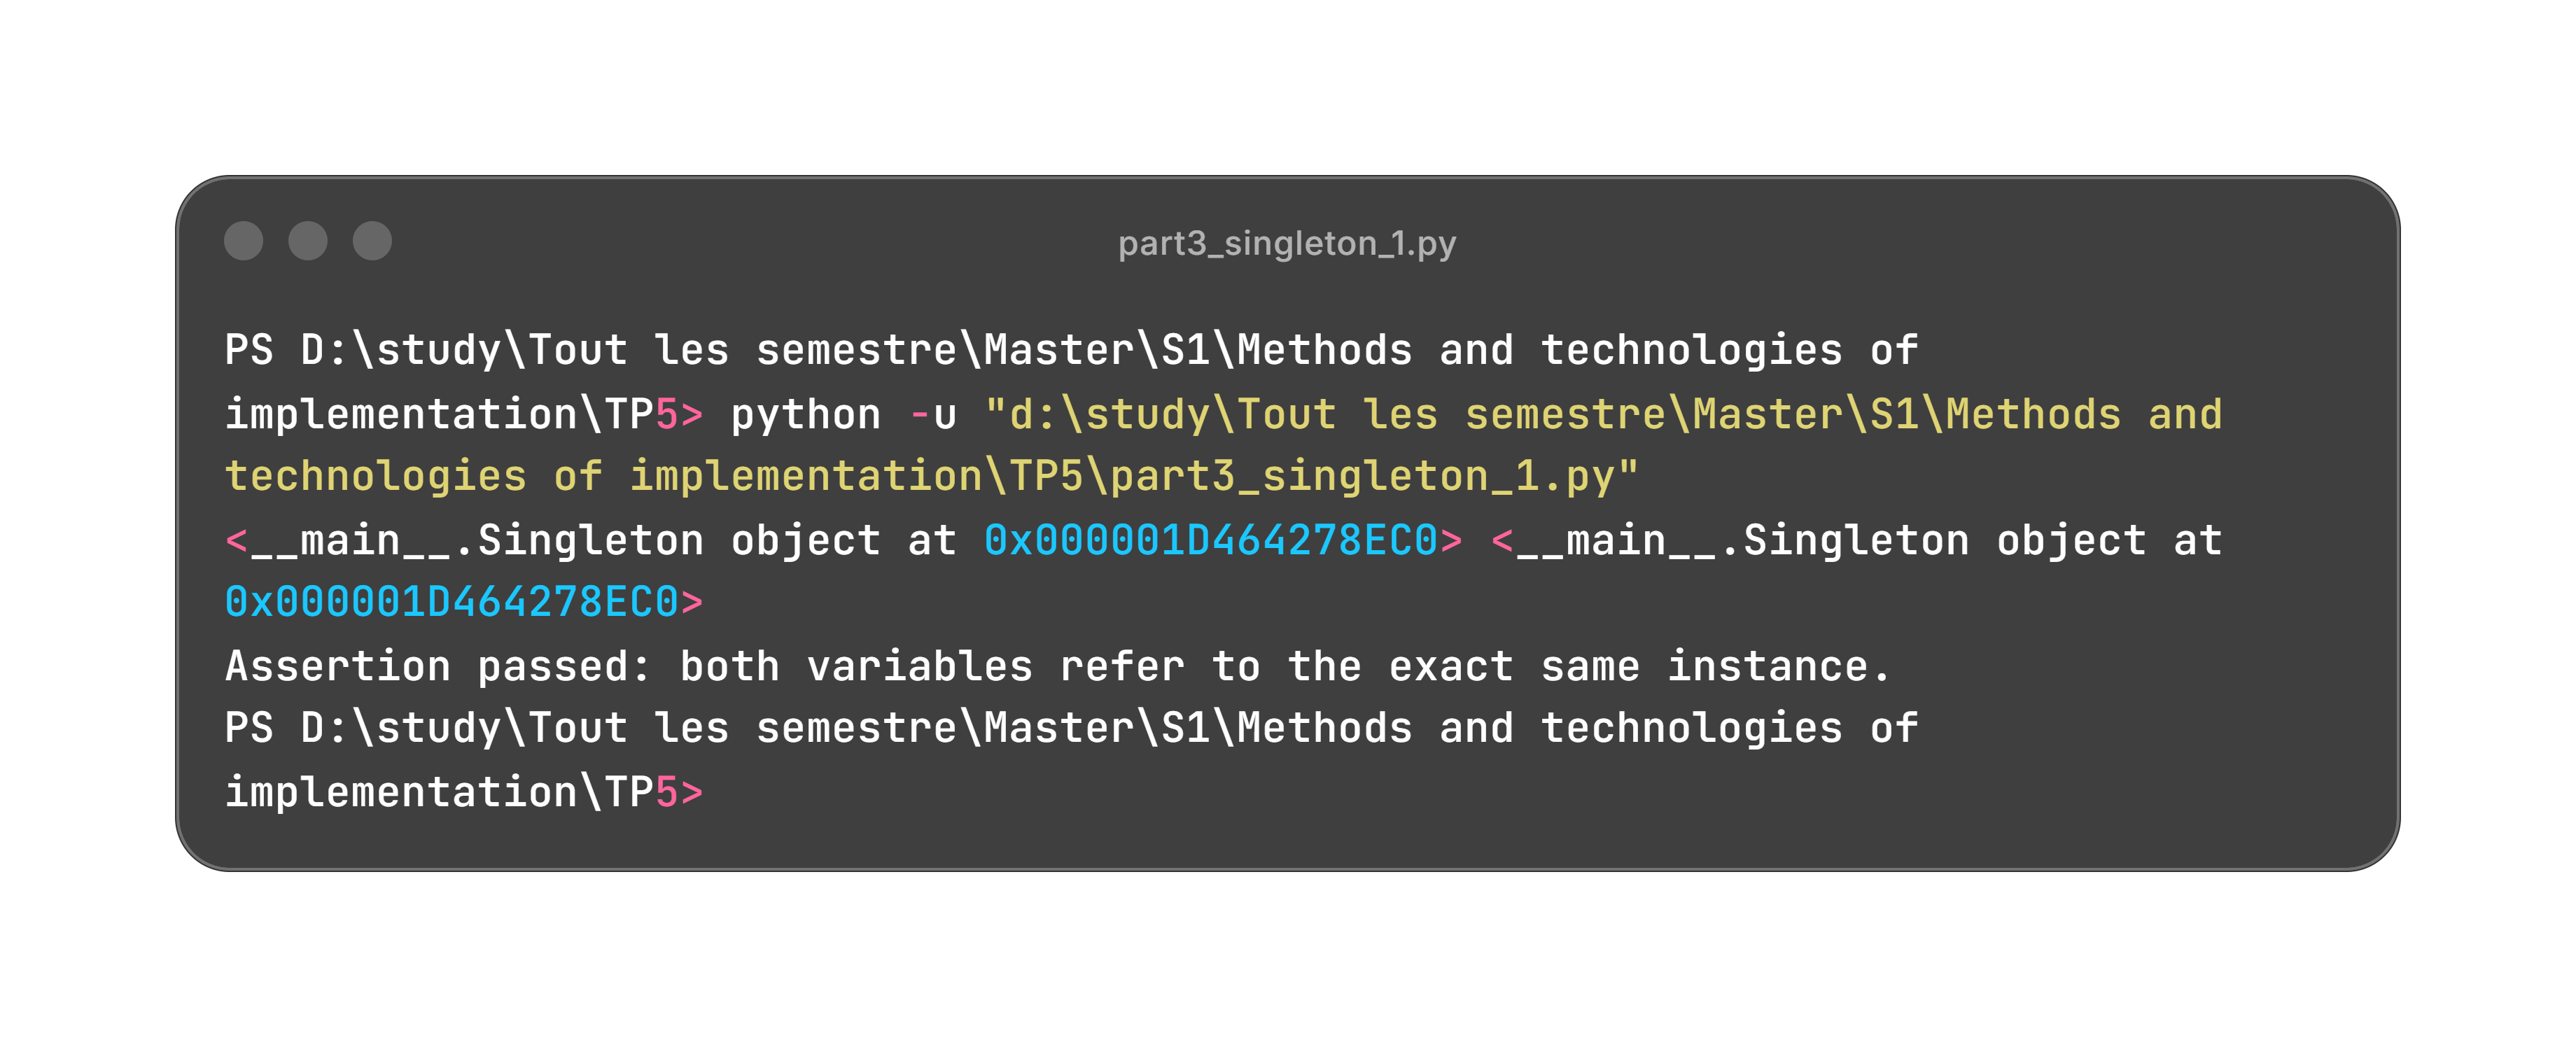 part3_singleton_1.py
PS D:\study\Tout les semestre\Master\S1\Methods and technologies of
implementation\TP5> python -u "d:\study\Tout les semestre\Master\S1\Methods and
technologies of implementation\TP5\part3_singleton_1.py"
<__main__.Singleton object at 0x000001D464278EC0> <__main__.Singleton object at
0x000001D464278EC0>
Assertion passed: both variables refer to the exact same instance.
PS D:\study\Tout les semestre\Master\S1\Methods and technologies of
implementation\TP5>